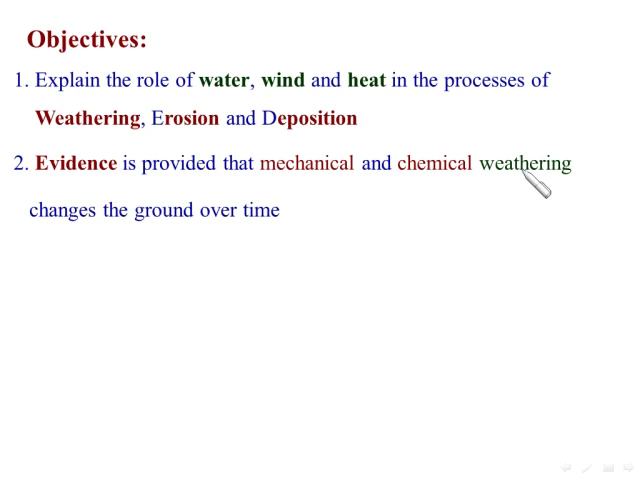 Objectives:
1. Explain the role of water, wind and heat in the processes of
Weathering, Erosion and Deposition
2. Evidence is provided that mechanical and chemical weathering
changes the ground over time